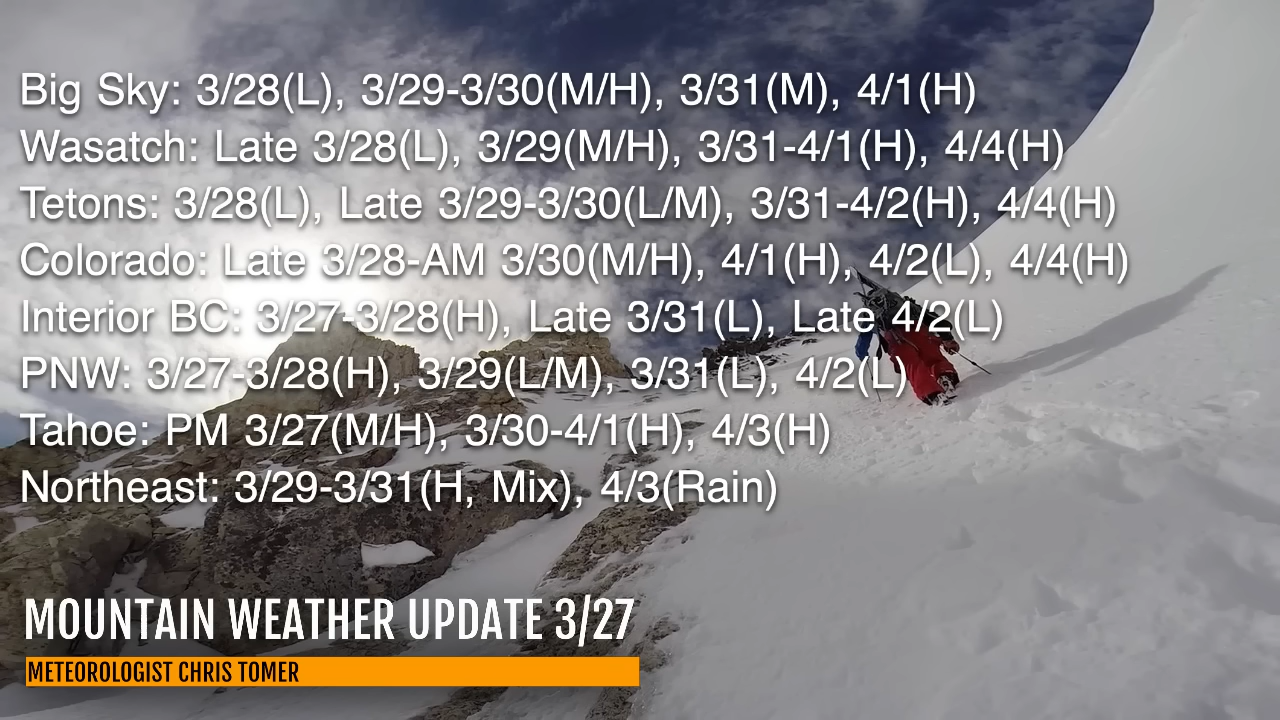 Big Sky: 3/28(L), 3/29-3/30(M/H), 3/31(M), 4/1(H)
Wasatch: Late 3/28(L), 3/29(M/H), 3/31-4/1(H), 4/4(H)
Tetons: 3/28(L), Late 3/29-3/30(L/M), 3/31-4/2(H), 4/4(H)
Colorado: Late 3/28-AM 3/30(M/H), 4/1(H), 4/2(L), 4/4(H)
Interior BC: 3/27-3/28(H), Late 3/31(L), Late 4/2(L)
PNW: 3/27-3/28(H), 3/29(L/M), 3/31(L), 4/2(L)
Tahoe: PM 3/27(M/H), 3/30-4/1(H), 4/3(H)
Northeast: 3/29-3/31(H, Mix), 4/3(Rain)
MOUNTAIN WEATHER UPDATE 3/27
METEOROLOGIST CHRIS TOMER